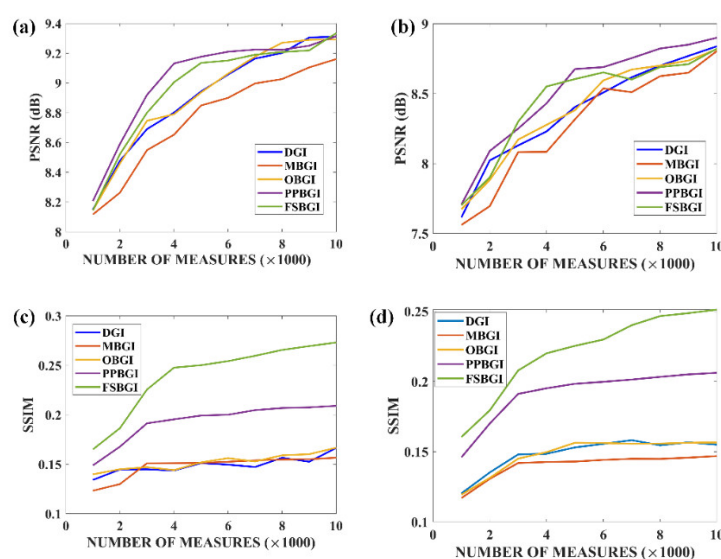 (a)
9.4
9.2
9
8.8
8.6
8.4
8.2
8
PSNR (dB)
DGI
MBGI
OBGI
PPBGI
FSBGI
0 2 4 6 8 10
NUMBER OF MEASURES (×1000)
(b)
9
8.5
8
7.5
PSNR (dB)
DGI
MBGI
OBGI
PPBGI
FSBGI
0 2 4 6 8 10
NUMBER OF MEASURES (×1000)
(c)
0.3
0.25
0.2
0.15
0.1
SSIM
DGI
MBGI
OBGI
PPBGI
FSBGI
0 2 4 6 8 10
NUMBER OF MEASURES (×1000)
(d)
0.25
0.2
0.15
0.1
SSIM
DGI
MBGI
OBGI
PPBGI
FSBGI
0 2 4 6 8 10
NUMBER OF MEASURES (×1000)